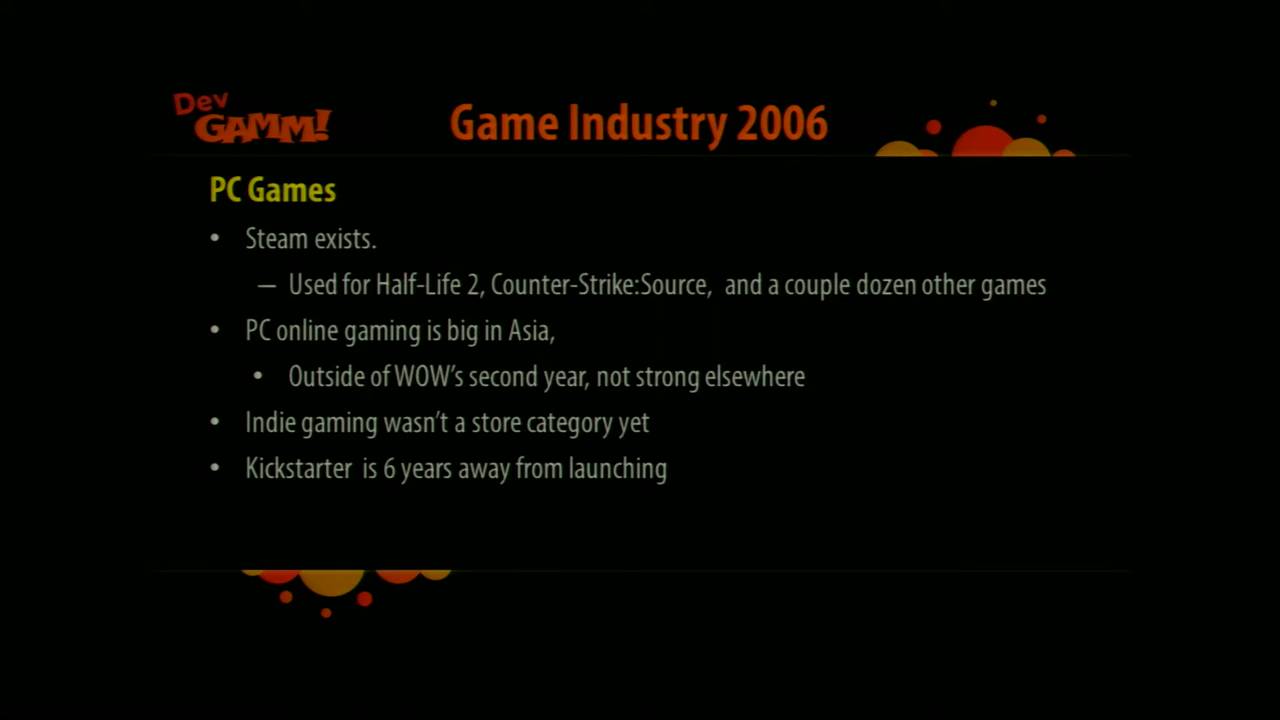 Dev
GAMM!
Game Industry 2006
PC Games
• Steam exists.
– Used for Half-Life 2, Counter-Strike:Source, and a couple dozen other games
• PC online gaming is big in Asia,
• Outside of WOW's second year, not strong elsewhere
• Indie gaming wasn't a store category yet
• Kickstarter is 6 years away from launching